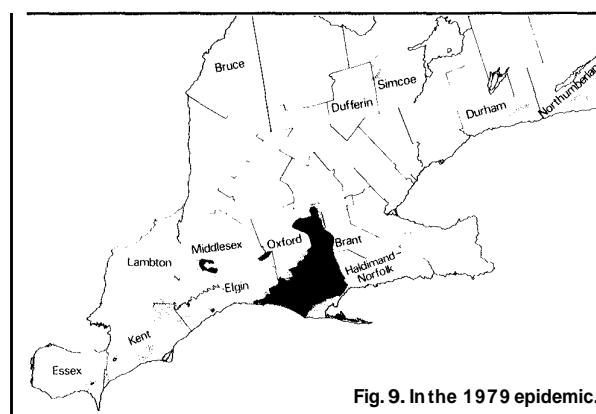 Bruce
Simcoe
Dufferin
Durham
Northumberland
Middlesex
Oxford
Brant
Lambton
Haldimand–
Norfolk
Elgin
Kent
Essex
Fig. 9. In the 1979 epidemic.